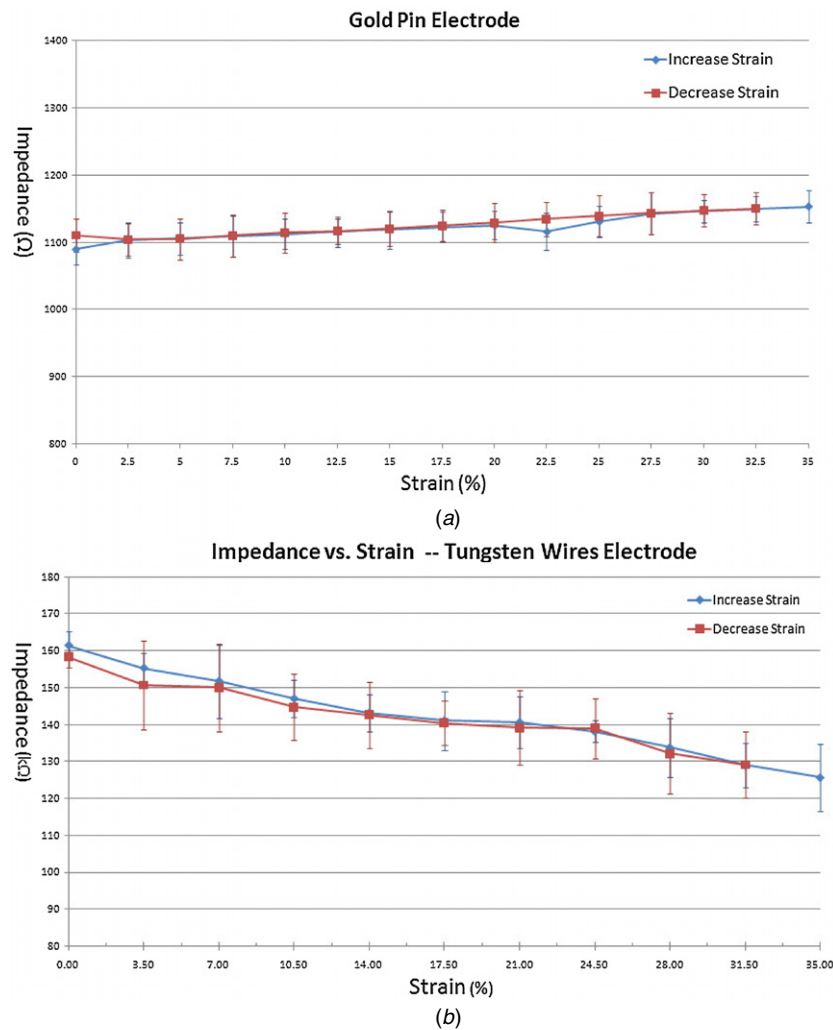 Gold Pin Electrode
1400
1300
1200
1100
1000
900
800
Impedance (Ω)
Increase Strain
Decrease Strain
0 2.5 5 7.5 10 12.5 15 17.5 20 22.5 25 27.5 30 32.5 35
Strain (%)
(a)
Impedance vs. Strain -- Tungsten Wires Electrode
180
170
160
150
140
130
120
110
100
90
80
Impedance (kΩ)
Increase Strain
Decrease Strain
0.00 3.50 7.00 10.50 14.00 17.50 21.00 24.50 28.00 31.50 35.00
Strain (%)
(b)